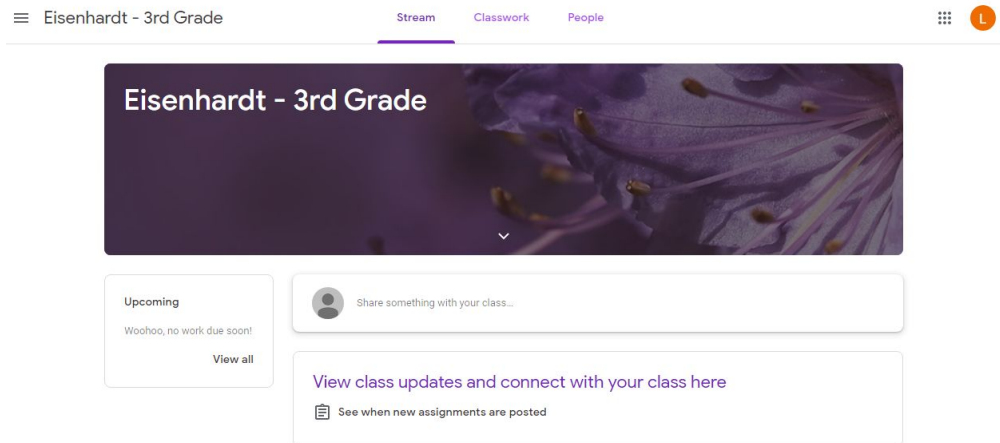 Eisenhardt - 3rd Grade
Stream
Classwork
People
L
Eisenhardt - 3rd Grade
Upcoming
Woohoo, no work due soon!
View all
Share something with your class...
View class updates and connect with your class here
See when new assignments are posted